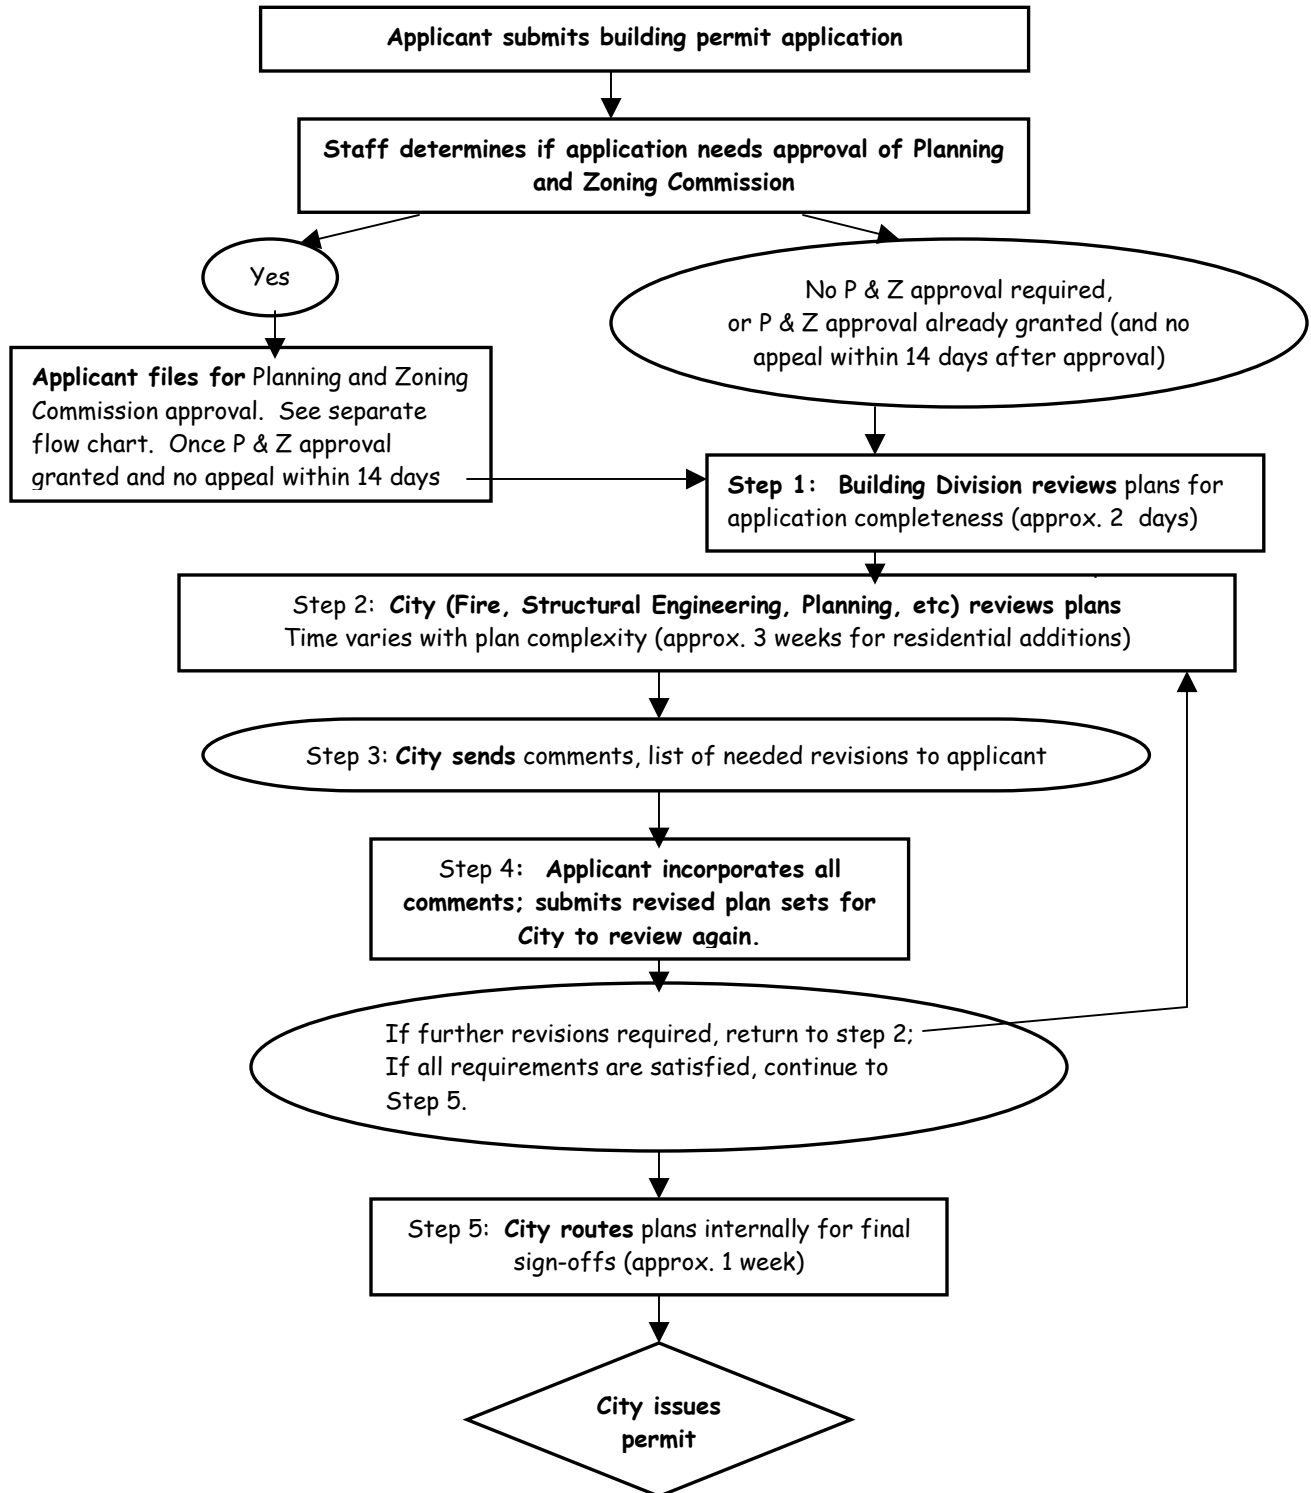 Applicant submits building permit application
Staff determines if application needs approval of Planning
and Zoning Commission
Yes
No P & Z approval required,
or P & Z approval already granted (and no
appeal within 14 days after approval)
Applicant files for Planning and Zoning
Commission approval.  See separate
flow chart.  Once P & Z approval
granted and no appeal within 14 days
Step 1:  Building Division reviews plans for
application completeness (approx. 2  days)
Step 2:  City (Fire, Structural Engineering, Planning, etc) reviews plans
Time varies with plan complexity (approx. 3 weeks for residential additions)
Step 3: City sends comments, list of needed revisions to applicant
Step 4:  Applicant incorporates all
comments; submits revised plan sets for
City to review again.
If further revisions required, return to step 2;
If all requirements are satisfied, continue to
Step 5.
Step 5:  City routes plans internally for final
sign-offs (approx. 1 week)
City issues
permit